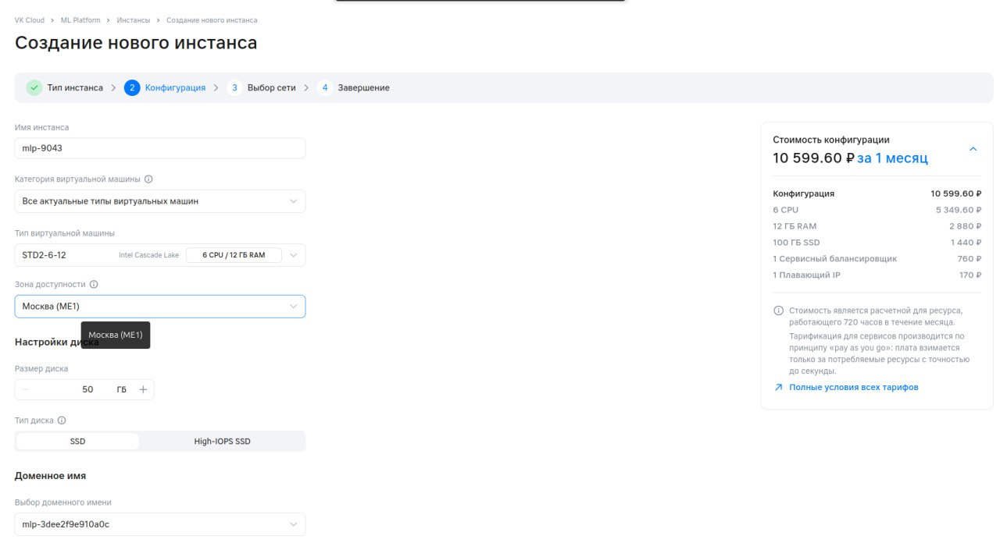 VK Cloud > ML Platform > Инстансы > Создание нового инстанса
Создание нового инстанса
Тип инстанса > 2 Конфигурация > 3 Выбор сети > 4 Завершение
Имя инстанса
mlp-9043
Категория виртуальной машины
Все актуальные типы виртуальных машин
Тип виртуальной машины
STD2-6-12 Intel Cascade Lake 6 CPU / 12 ГБ RAM
Зона доступности
Москва (ME1)
Москва (ME1)
Настройки диска
Размер диска
50 ГБ
Тип диска
SSD High-IOPS SSD
Доменное имя
Выбор доменного имени
mlp-3dee2f9e910a0c
Стоимость конфигурации
10 599.60 ₽ за 1 месяц
Конфигурация 10 599.60 ₽
6 CPU 5 349.60 ₽
12 ГБ RAM 2 880 ₽
100 ГБ SSD 1 440 ₽
1 Сервисный балансировщик 760 ₽
1 Плавающий IP 170 ₽
Стоимость является расчетной для ресурса,
работающего 720 часов в течение месяца.
Тарификация для сервисов производится по
принципу «pay as you go»: плата взимается
только за потребляемые ресурсы с точностью
до секунды.
Полные условия всех тарифов